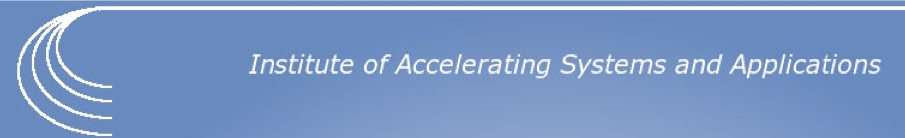 Institute of Accelerating Systems and Applications